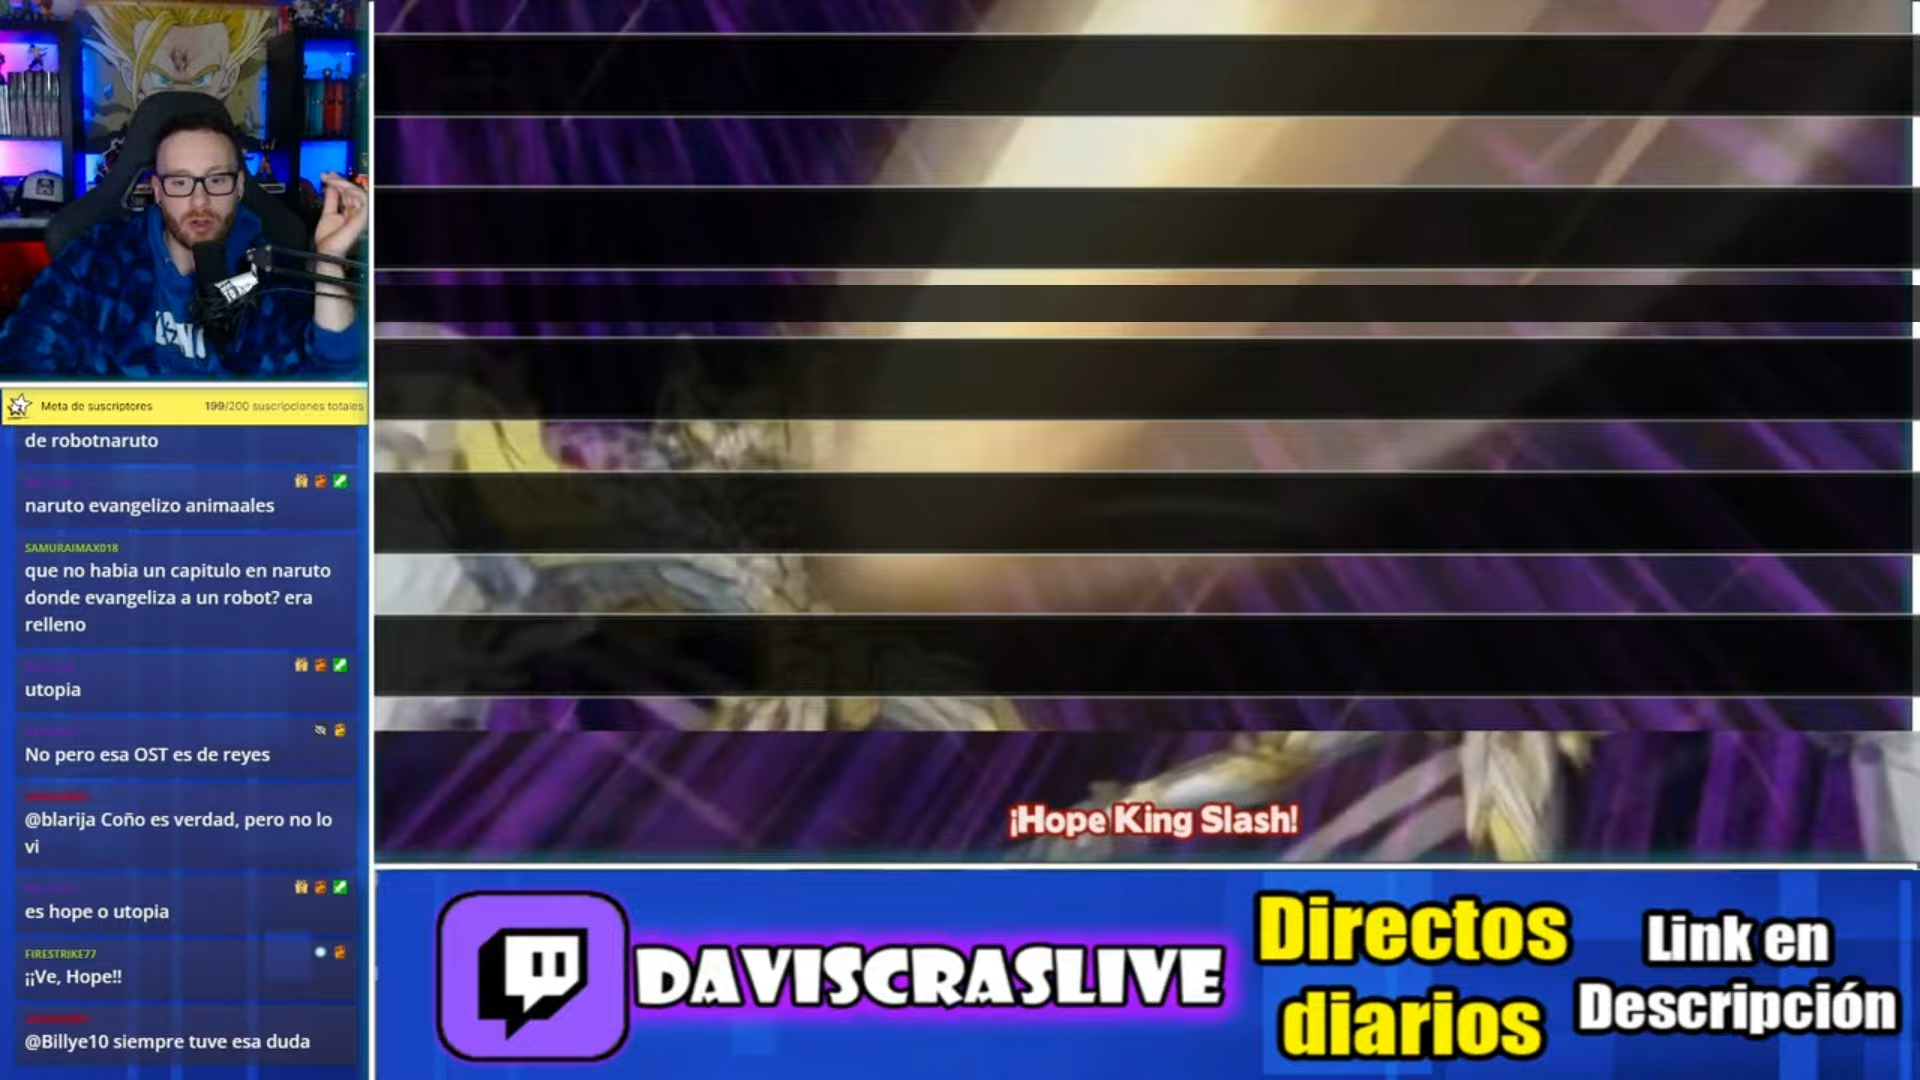 Meta de suscriptores 199/200 suscripciones totales
de robotnaruto
naruto evangelizo animaales
SAMURAIMAX018
que no habia un capitulo en naruto
donde evangeliza a un robot? era
relleno
utopia
No pero esa OST es de reyes
@blarija Coño es verdad, pero no lo
vi
es hope o utopia
FIRESTRIKE77
¡¡Ve, Hope!!
@Billye10 siempre tuve esa duda
¡Hope King Slash!
DAVISCRASLIVE
Directos
diarios
Link en
Descripción